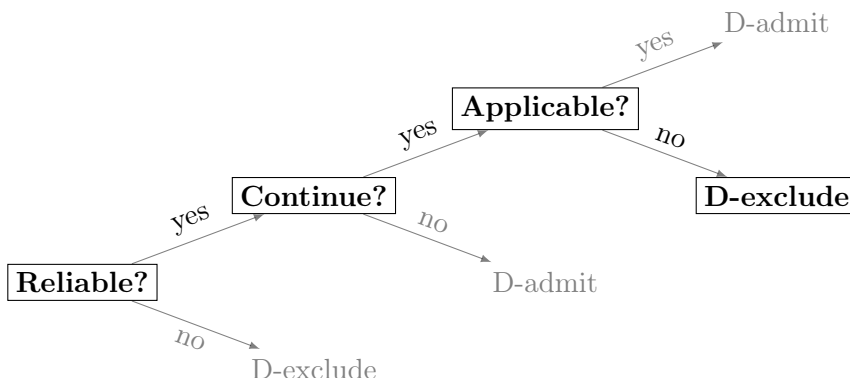 D-admit
yes
Applicable?
yes
no
Continue?
D-exclude
yes
no
Reliable?
D-admit
no
D-exclude